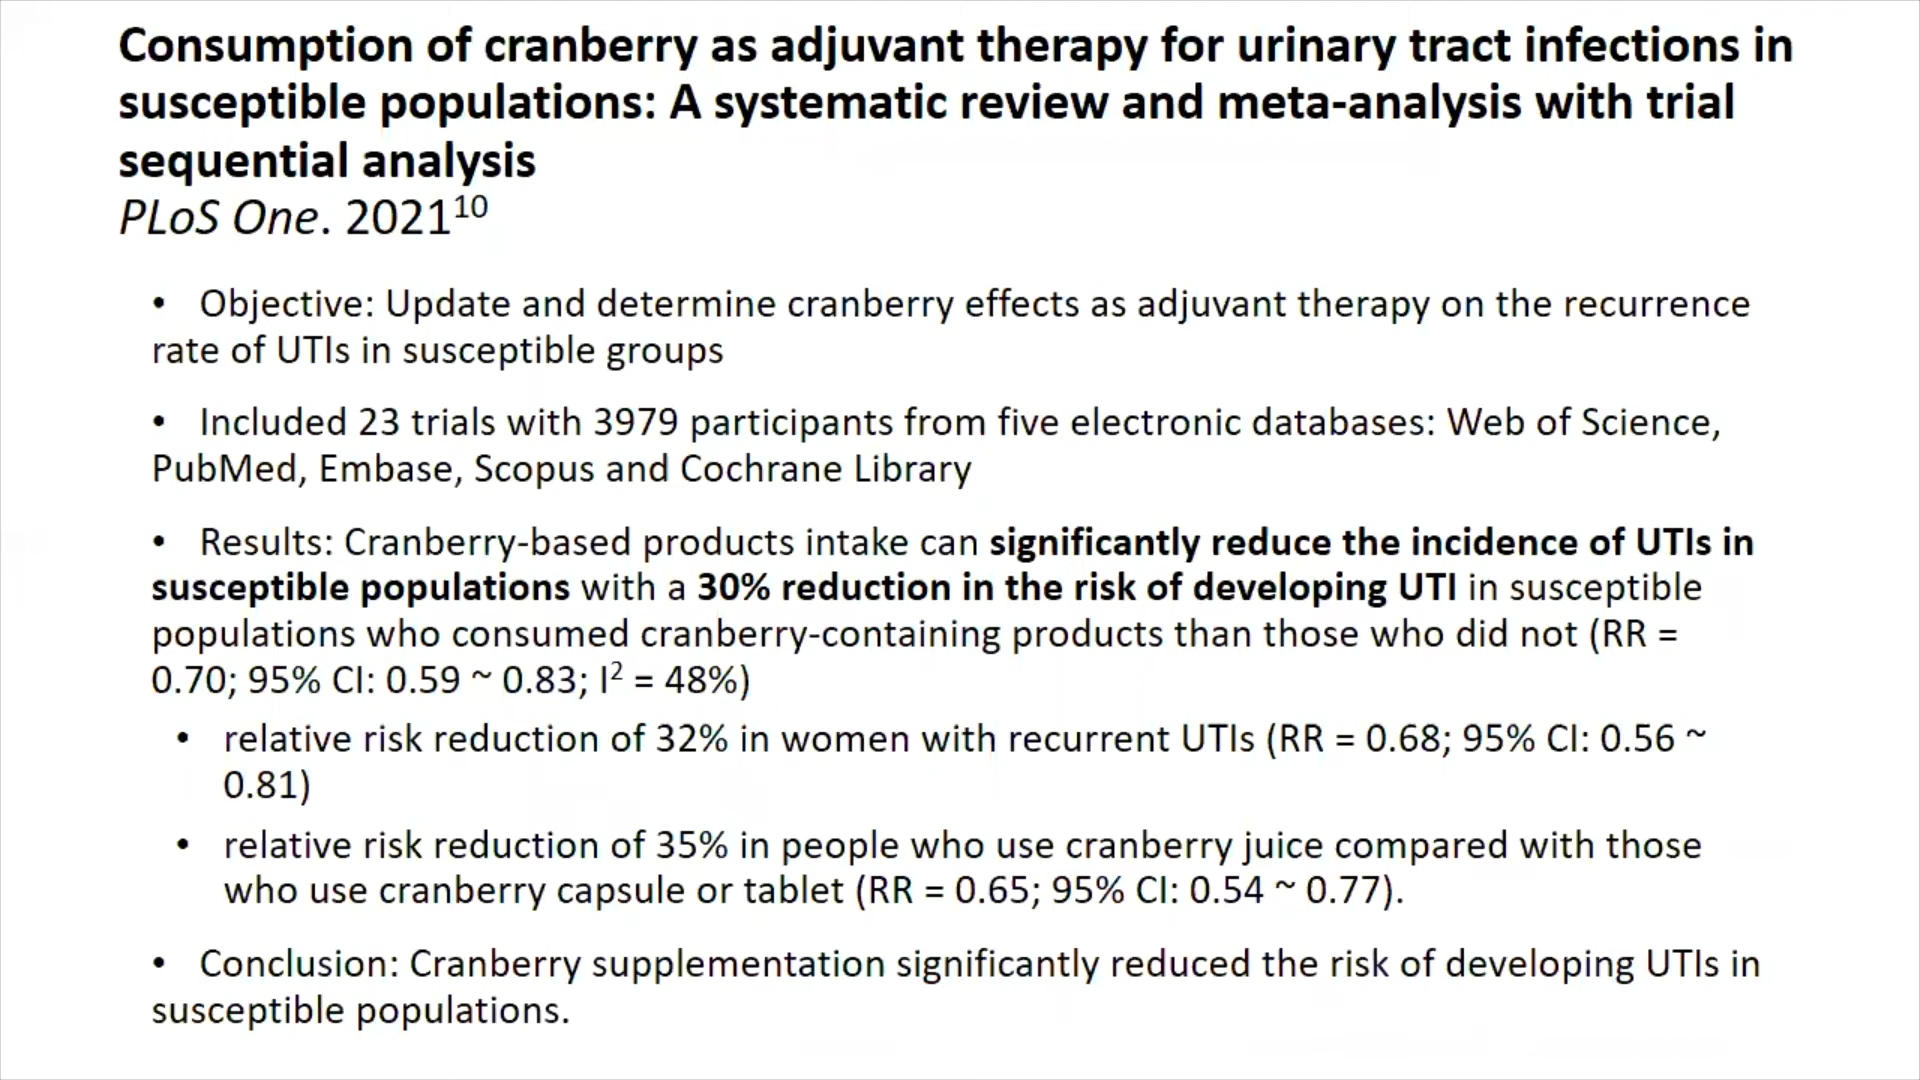 Consumption of cranberry as adjuvant therapy for urinary tract infections in
susceptible populations: A systematic review and meta-analysis with trial
sequential analysis
PLoS One. 2021¹⁰
• Objective: Update and determine cranberry effects as adjuvant therapy on the recurrence
rate of UTIs in susceptible groups
• Included 23 trials with 3979 participants from five electronic databases: Web of Science,
PubMed, Embase, Scopus and Cochrane Library
• Results: Cranberry-based products intake can significantly reduce the incidence of UTIs in
susceptible populations with a 30% reduction in the risk of developing UTI in susceptible
populations who consumed cranberry-containing products than those who did not (RR =
0.70; 95% CI: 0.59 ~ 0.83; I² = 48%)
• relative risk reduction of 32% in women with recurrent UTIs (RR = 0.68; 95% CI: 0.56 ~
0.81)
• relative risk reduction of 35% in people who use cranberry juice compared with those
who use cranberry capsule or tablet (RR = 0.65; 95% CI: 0.54 ~ 0.77).
• Conclusion: Cranberry supplementation significantly reduced the risk of developing UTIs in
susceptible populations.